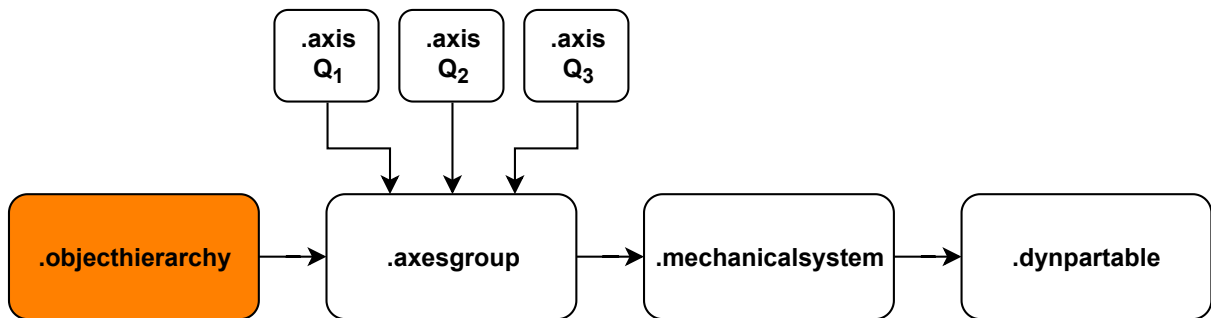 .axis
Q1
.axis
Q2
.axis
Q3
.objecthierarchy
.axesgroup
.mechanicalsystem
.dynpartable